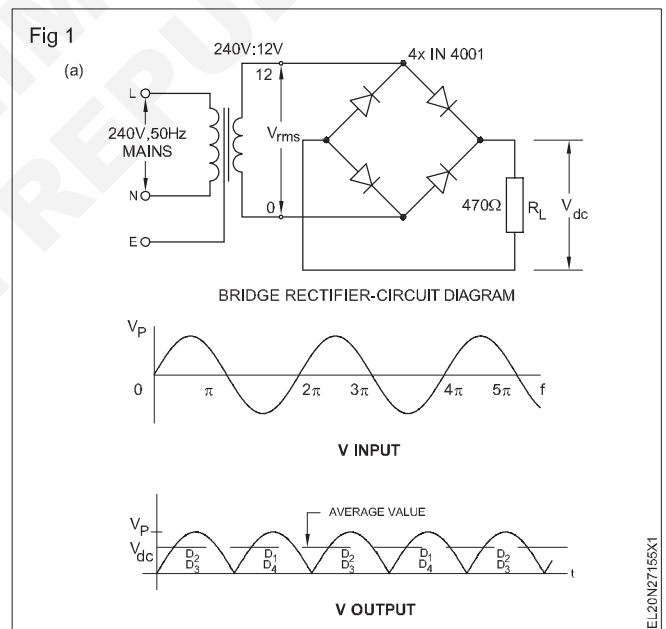 Fig 1
(a)
240V:12V
4x IN 4001
12
L
240V,50Hz
MAINS
Vrms
N
0
470Ω
RL
Vdc
E
BRIDGE RECTIFIER-CIRCUIT DIAGRAM
VP
0
π
2π
3π
4π
5π
f
V INPUT
AVERAGE VALUE
VP
Vdc
D2
D3
D1
D4
D2
D3
D1
D4
D2
D3
t
V OUTPUT
EL20N27155X1